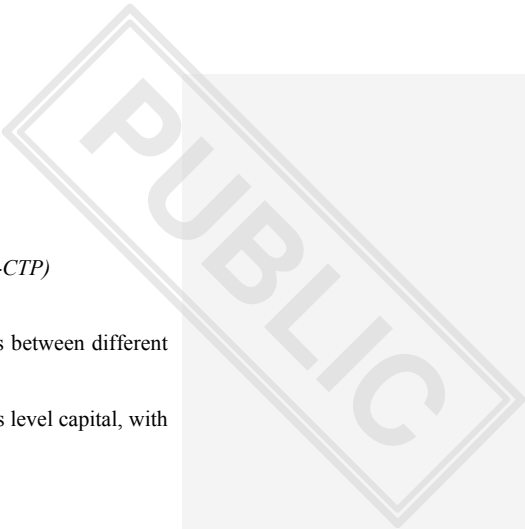 -CTP)
PUBLIC
s between different
s level capital, with